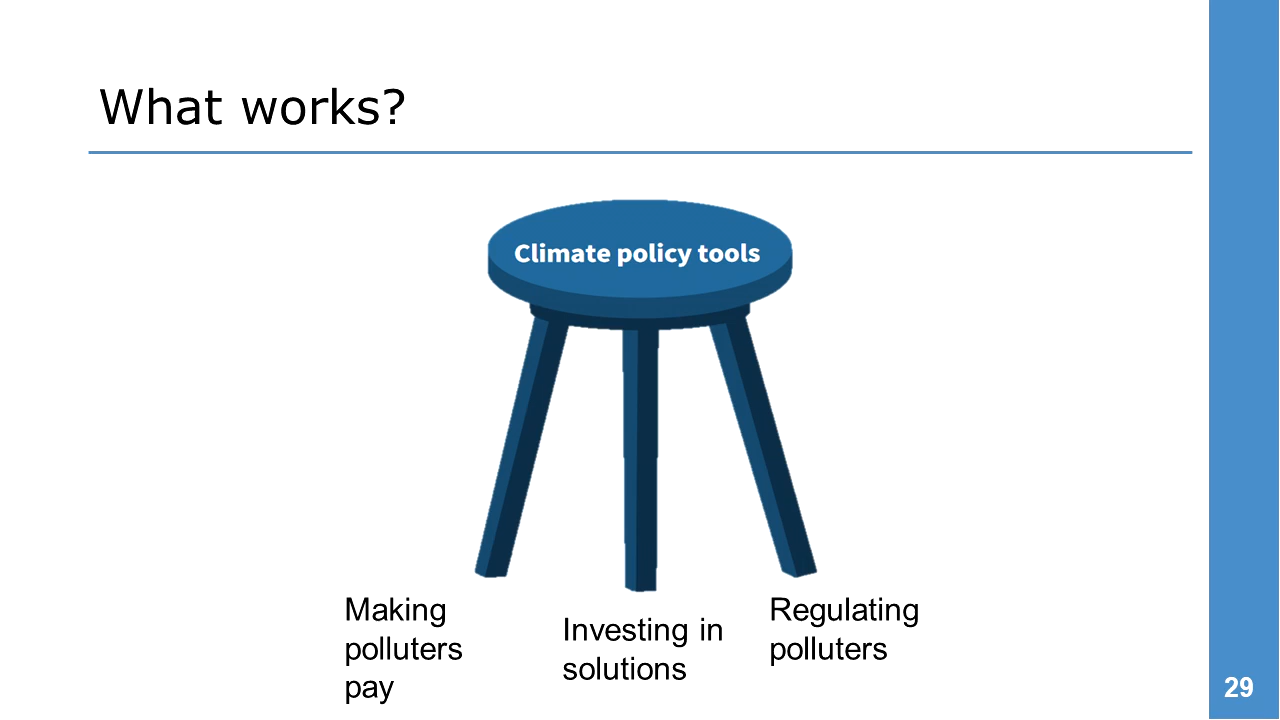 What works?
Climate policy tools
Making
polluters
pay
Investing in
solutions
Regulating
polluters
29